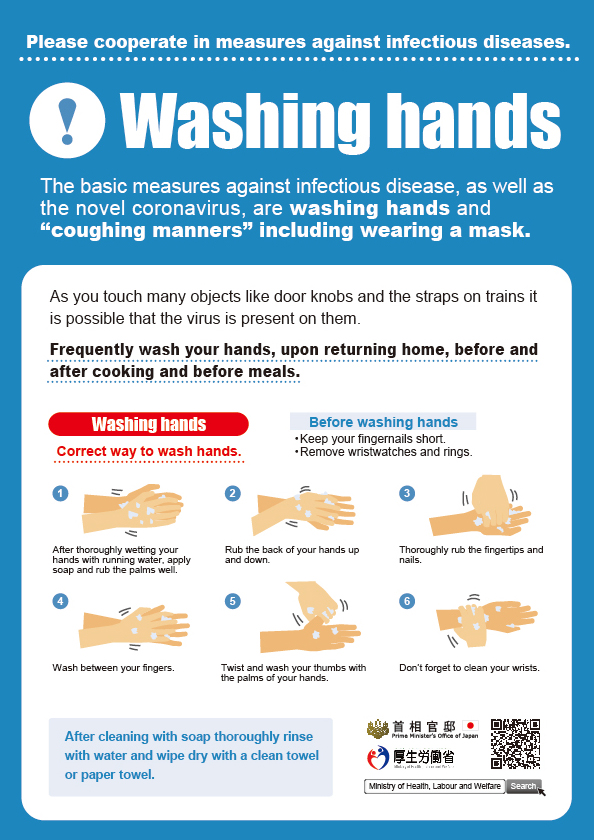 Please cooperate in measures against infectious diseases.
!
Washing hands
The basic measures against infectious disease, as well as
the novel coronavirus, are washing hands and
“coughing manners” including wearing a mask.
As you touch many objects like door knobs and the straps on trains it
is possible that the virus is present on them.
Frequently wash your hands, upon returning home, before and
after cooking and before meals.
Washing hands
Correct way to wash hands.
Before washing hands
•Keep your fingernails short.
•Remove wristwatches and rings.
1
After thoroughly wetting your
hands with running water, apply
soap and rub the palms well.
2
Rub the back of your hands up
and down.
3
Thoroughly rub the fingertips and
nails.
4
Wash between your fingers.
5
Twist and wash your thumbs with
the palms of your hands.
6
Don’t forget to clean your wrists.
After cleaning with soap thoroughly rinse
with water and wipe dry with a clean towel
or paper towel.
首相官邸
Prime Minister's Office of Japan
厚生労働省
Ministry of Health, Labour and Welfare
Search